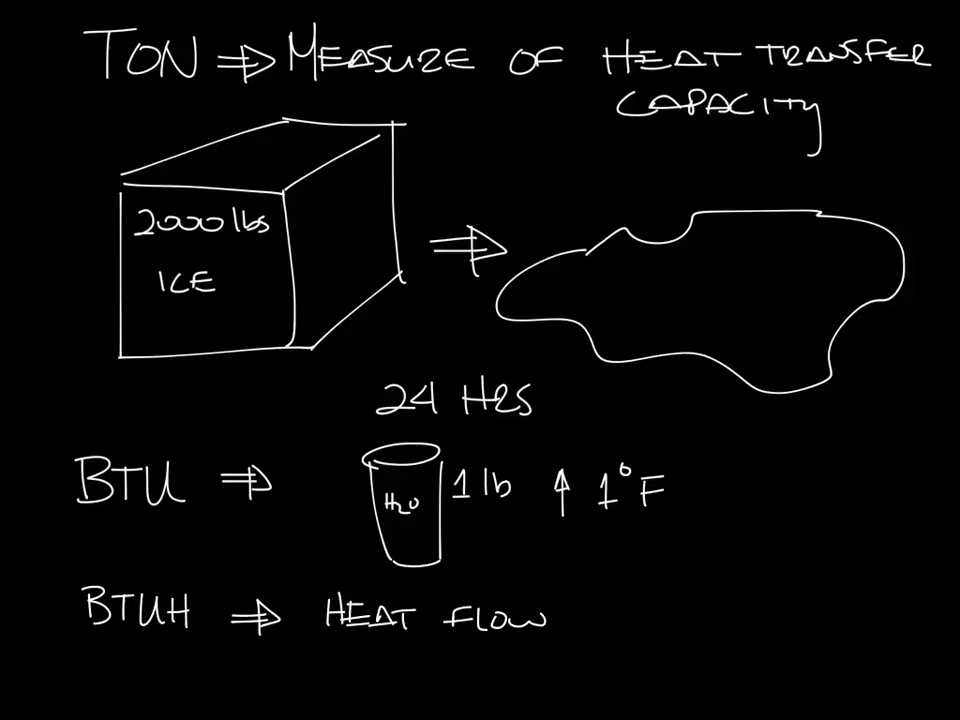 TON ⇒ MEASURE OF HEAT TRANSFER
CAPACITY
2000 lbs
ICE
⇒
24 HRS
BTU ⇒ H2O 1 lb ↑ 1°F
BTUH ⇒ HEAT FLOW